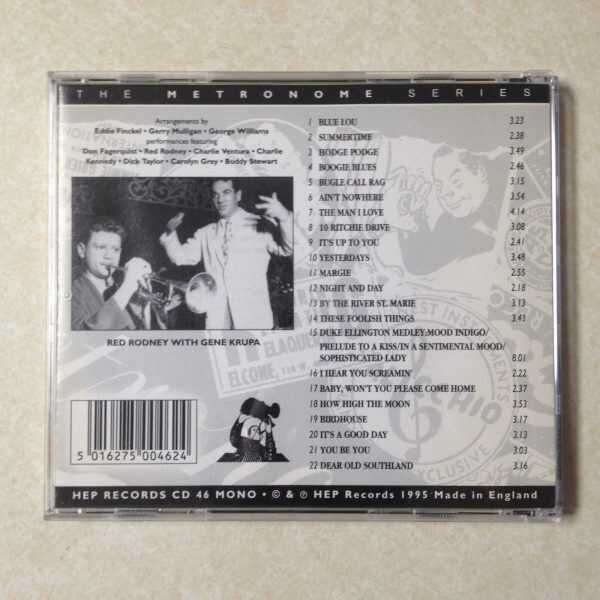 THE METRONOME SERIES
Arrangements by
Eddie Finckel • Gerry Mulligan • George Williams
performances featuring
Don Fagerquist • Red Rodney • Charlie Ventura • Charlie
Kennedy • Dick Taylor • Carolyn Grey • Buddy Stewart
RED RODNEY WITH GENE KRUPA
1 BLUE LOU 3.23
2 SUMMERTIME 2.38
3 HODGE PODGE 3.49
4 BOOGIE BLUES 2.46
5 BUGLE CALL RAG 3.15
6 AIN'T NOWHERE 3.54
7 THE MAN I LOVE 4.14
8 10 RITCHIE DRIVE 3.08
9 IT'S UP TO YOU 2.41
10 YESTERDAYS 3.48
11 MARGIE 2.55
12 NIGHT AND DAY 2.18
13 BY THE RIVER ST. MARIE 3.13
14 THESE FOOLISH THINGS 3.41
15 DUKE ELLINGTON MEDLEY:MOOD INDIGO/
PRELUDE TO A KISS/IN A SENTIMENTAL MOOD/
SOPHISTICATED LADY 8.01
16 I HEAR YOU SCREAMIN' 2.22
17 BABY, WON'T YOU PLEASE COME HOME 2.37
18 HOW HIGH THE MOON 3.53
19 BIRDHOUSE 3.17
20 IT'S A GOOD DAY 3.13
21 YOU BE YOU 3.03
22 DEAR OLD SOUTHLAND 3.16
5 016275 004624
HEP RECORDS CD 46 MONO • © & ℗ HEP Records 1995 Made in England